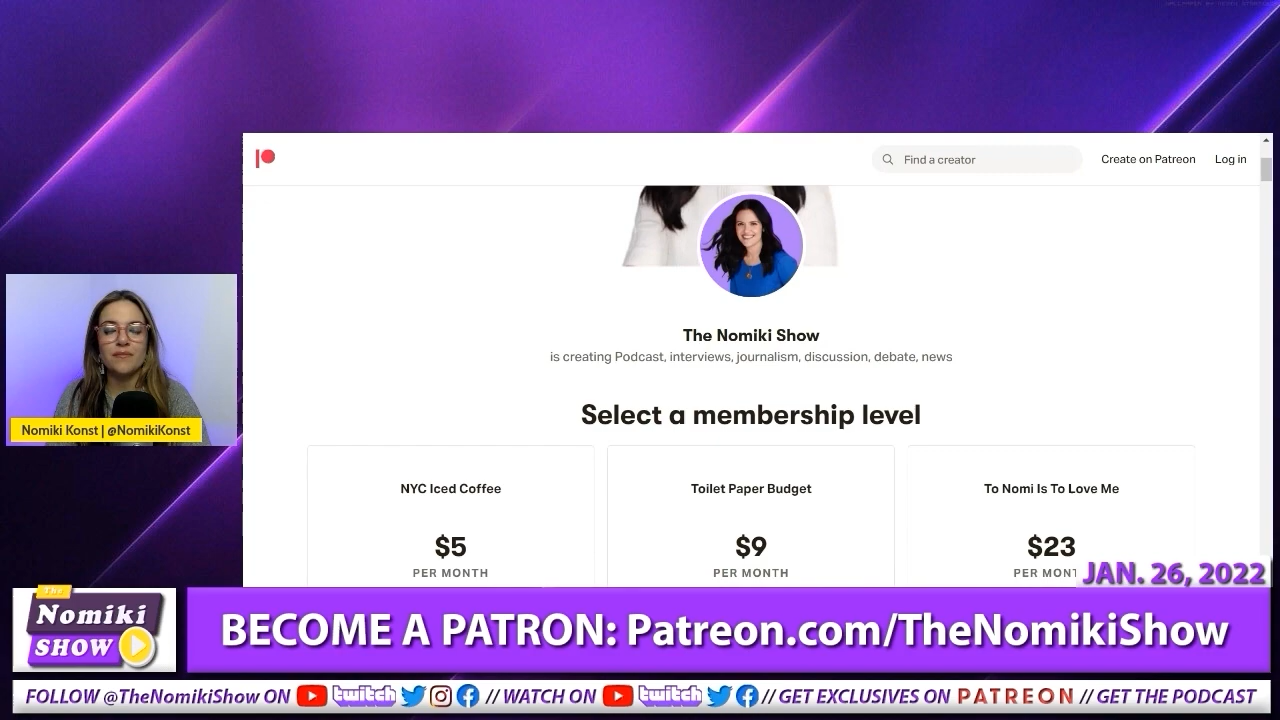 Find a creator
Create on Patreon
Log in
The Nomiki Show
is creating Podcast, interviews, journalism, discussion, debate, news
Select a membership level
NYC Iced Coffee
Toilet Paper Budget
To Nomi Is To Love Me
$5
$9
$23
PER MONTH
PER MONTH
PER MONT
Nomiki Konst | @NomikiKonst
JAN. 26, 2022
The
Nomiki
SHOW
BECOME A PATRON: Patreon.com/TheNomikiShow
FOLLOW @TheNomikiShow ON twitch // WATCH ON twitch // GET EXCLUSIVES ON PATREON // GET THE PODCAST